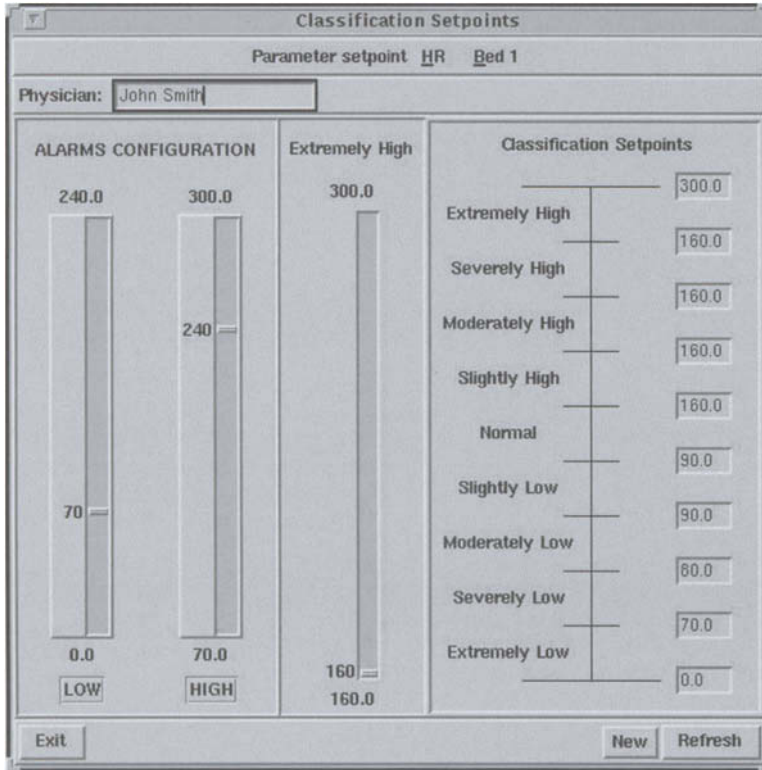 Classification Setpoints
Parameter setpoint HR Bed 1
Physician: John Smith
ALARMS CONFIGURATION
240.0 300.0
240
70
0.0 70.0
LOW HIGH
Extremely High
300.0
160
160.0
Classification Setpoints
300.0
Extremely High
160.0
Severely High
160.0
Moderately High
160.0
Slightly High
160.0
Normal
90.0
Slightly Low
90.0
Moderately Low
80.0
Severely Low
70.0
Extremely Low
0.0
Exit New Refresh